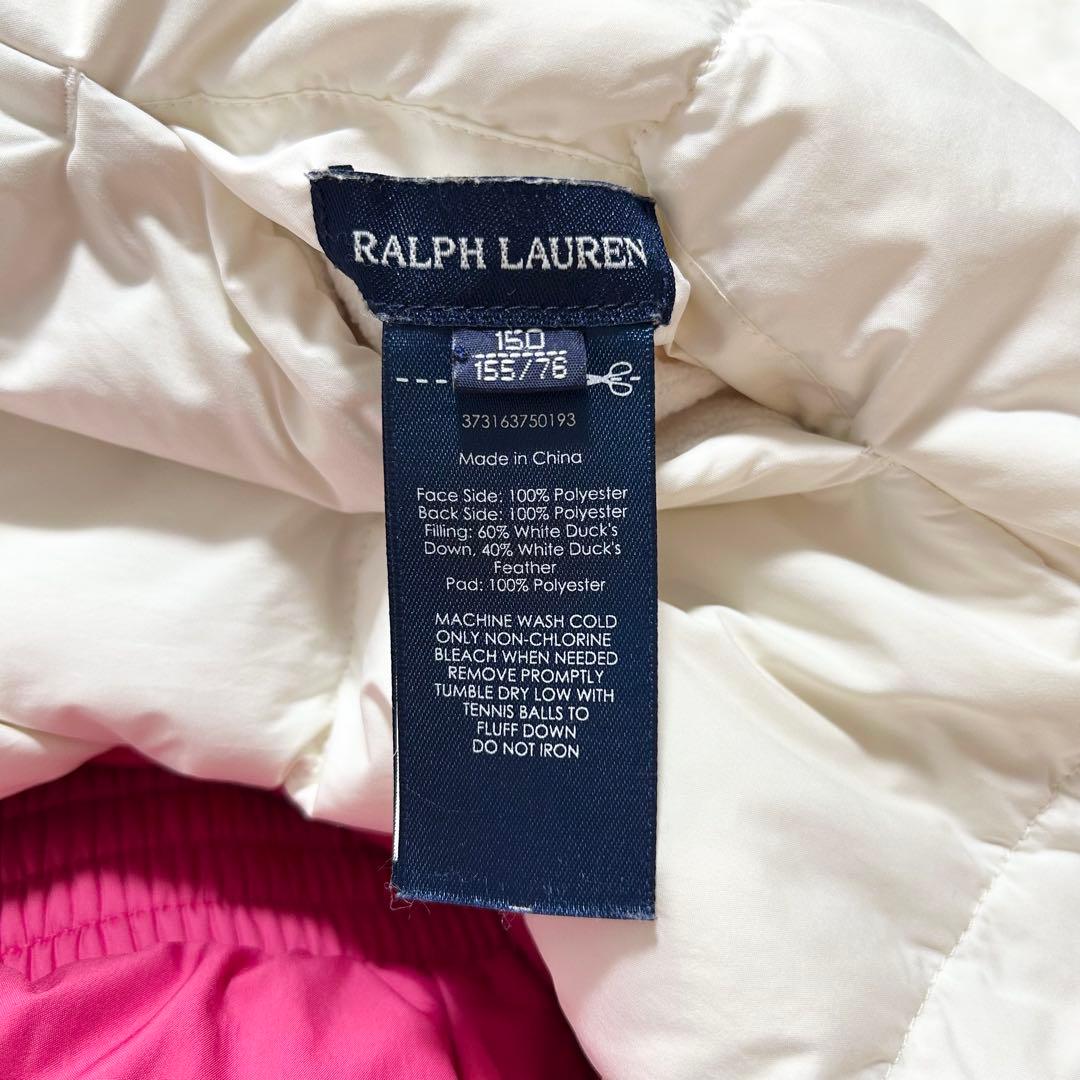 RALPH LAUREN
150
155/76
373163750193
Made in China
Face Side: 100% Polyester
Back Side: 100% Polyester
Filling: 60% White Duck's
Down, 40% White Duck's
Feather
Pad: 100% Polyester
MACHINE WASH COLD
ONLY NON-CHLORINE
BLEACH WHEN NEEDED
REMOVE PROMPTLY
TUMBLE DRY LOW WITH
TENNIS BALLS TO
FLUFF DOWN
DO NOT IRON